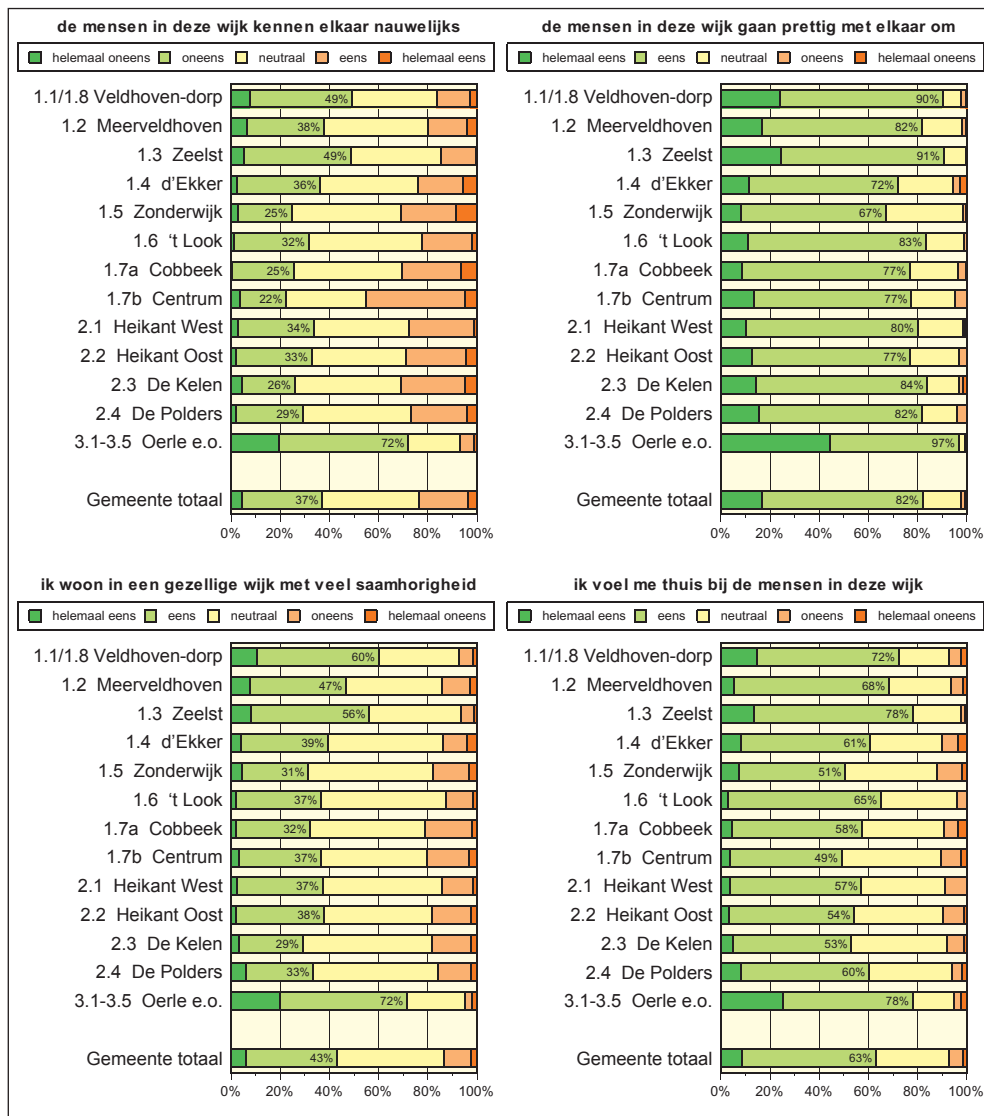 de mensen in deze wijk kennen elkaar nauwelijks
helemaal oneens oneens neutraal eens helemaal eens
1.1/1.8 Veldhoven-dorp 49%
1.2 Meerveldhoven 38%
1.3 Zeelst 49%
1.4 d'Ekker 36%
1.5 Zonderwijk 25%
1.6 ‘t Look 32%
1.7a Cobbeek 25%
1.7b Centrum 22%
2.1 Heikant West 34%
2.2 Heikant Oost 33%
2.3 De Kelen 26%
2.4 De Polders 29%
3.1-3.5 Oerle e.o. 72%
Gemeente totaal 37%
0% 20% 40% 60% 80% 100%
de mensen in deze wijk gaan prettig met elkaar om
helemaal eens eens neutraal oneens helemaal oneens
1.1/1.8 Veldhoven-dorp 90%
1.2 Meerveldhoven 82%
1.3 Zeelst 91%
1.4 d'Ekker 72%
1.5 Zonderwijk 67%
1.6 ‘t Look 83%
1.7a Cobbeek 77%
1.7b Centrum 77%
2.1 Heikant West 80%
2.2 Heikant Oost 77%
2.3 De Kelen 84%
2.4 De Polders 82%
3.1-3.5 Oerle e.o. 97%
Gemeente totaal 82%
0% 20% 40% 60% 80% 100%
ik woon in een gezellige wijk met veel saamhorigheid
helemaal eens eens neutraal oneens helemaal oneens
1.1/1.8 Veldhoven-dorp 60%
1.2 Meerveldhoven 47%
1.3 Zeelst 56%
1.4 d'Ekker 39%
1.5 Zonderwijk 31%
1.6 ‘t Look 37%
1.7a Cobbeek 32%
1.7b Centrum 37%
2.1 Heikant West 37%
2.2 Heikant Oost 38%
2.3 De Kelen 29%
2.4 De Polders 33%
3.1-3.5 Oerle e.o. 72%
Gemeente totaal 43%
0% 20% 40% 60% 80% 100%
ik voel me thuis bij de mensen in deze wijk
helemaal eens eens neutraal oneens helemaal oneens
1.1/1.8 Veldhoven-dorp 72%
1.2 Meerveldhoven 68%
1.3 Zeelst 78%
1.4 d'Ekker 61%
1.5 Zonderwijk 51%
1.6 ‘t Look 65%
1.7a Cobbeek 58%
1.7b Centrum 49%
2.1 Heikant West 57%
2.2 Heikant Oost 54%
2.3 De Kelen 53%
2.4 De Polders 60%
3.1-3.5 Oerle e.o. 78%
Gemeente totaal 63%
0% 20% 40% 60% 80% 100%